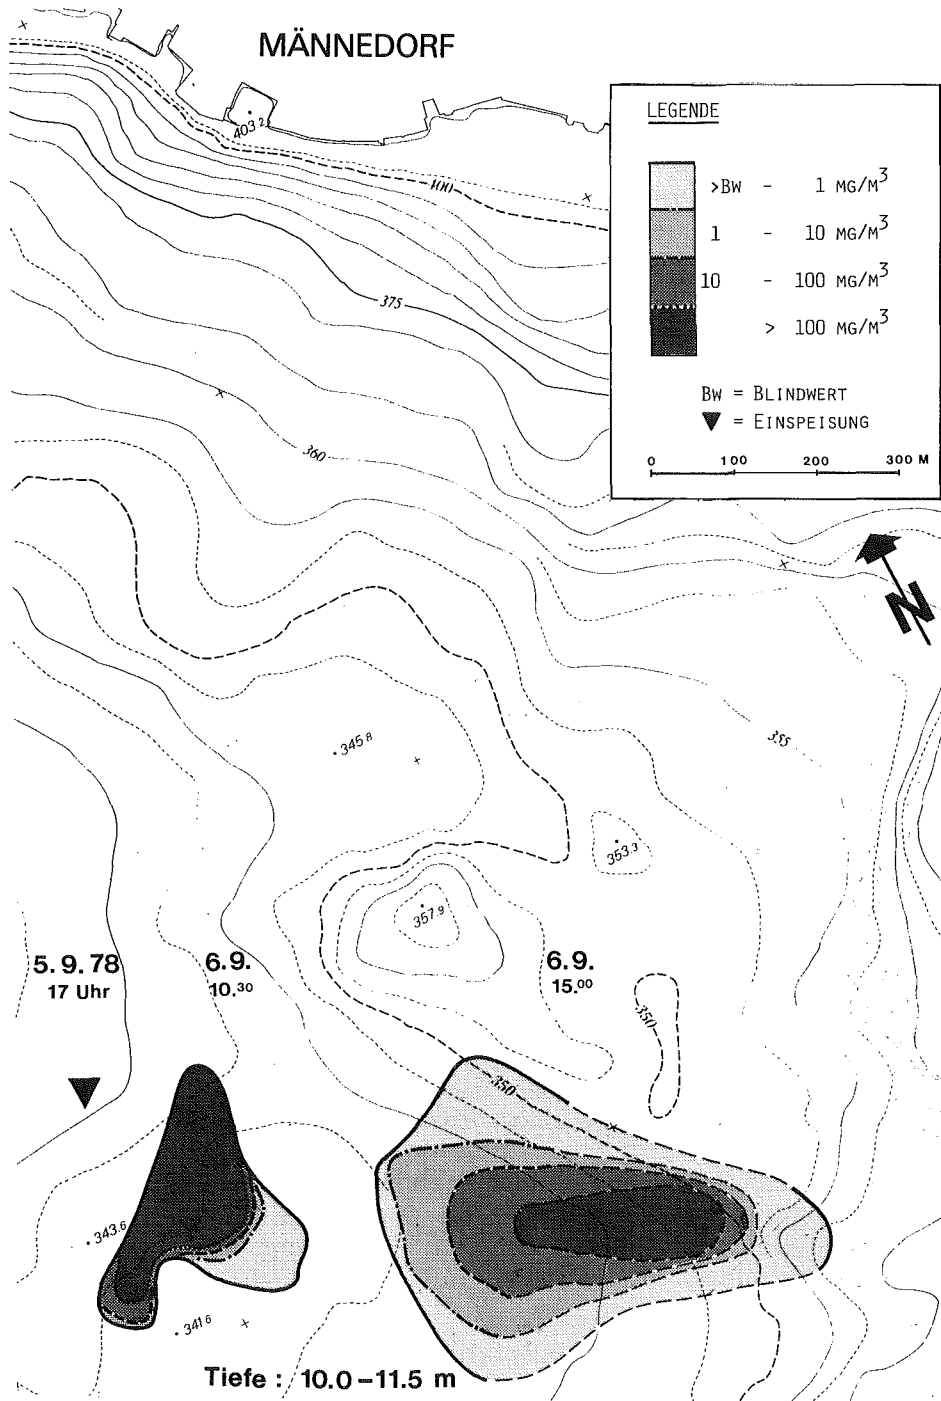 MÄNNEDORF
403.2
400
375
360
LEGENDE
>BW - 1 MG/M³
1 - 10 MG/M³
10 - 100 MG/M³
> 100 MG/M³
BW = BLINDWERT
▼ = EINSPEISUNG
0 100 200 300 M
N
345.8
355
353.3
357.9
5.9.78
17 Uhr
6.9.
10.30
6.9.
15.00
350
350
343.6
341.6
Tiefe : 10.0–11.5 m